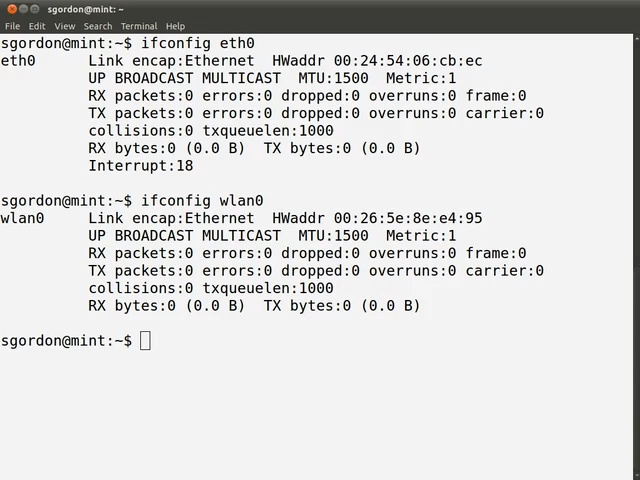 sgordon@mint: ~
File Edit View Search Terminal Help
sgordon@mint:~$ ifconfig eth0
eth0      Link encap:Ethernet  HWaddr 00:24:54:06:cb:ec
          UP BROADCAST MULTICAST  MTU:1500  Metric:1
          RX packets:0 errors:0 dropped:0 overruns:0 frame:0
          TX packets:0 errors:0 dropped:0 overruns:0 carrier:0
          collisions:0 txqueuelen:1000
          RX bytes:0 (0.0 B)  TX bytes:0 (0.0 B)
          Interrupt:18
sgordon@mint:~$ ifconfig wlan0
wlan0     Link encap:Ethernet  HWaddr 00:26:5e:8e:e4:95
          UP BROADCAST MULTICAST  MTU:1500  Metric:1
          RX packets:0 errors:0 dropped:0 overruns:0 frame:0
          TX packets:0 errors:0 dropped:0 overruns:0 carrier:0
          collisions:0 txqueuelen:1000
          RX bytes:0 (0.0 B)  TX bytes:0 (0.0 B)
sgordon@mint:~$